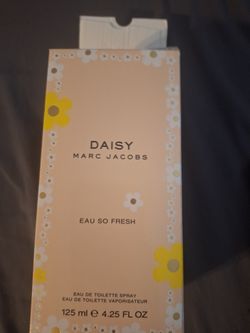 DAISY
MARC JACOBS
EAU SO FRESH
EAU DE TOILETTE SPRAY
EAU DE TOILETTE VAPORISATEUR
125 ml e 4.25 FL OZ